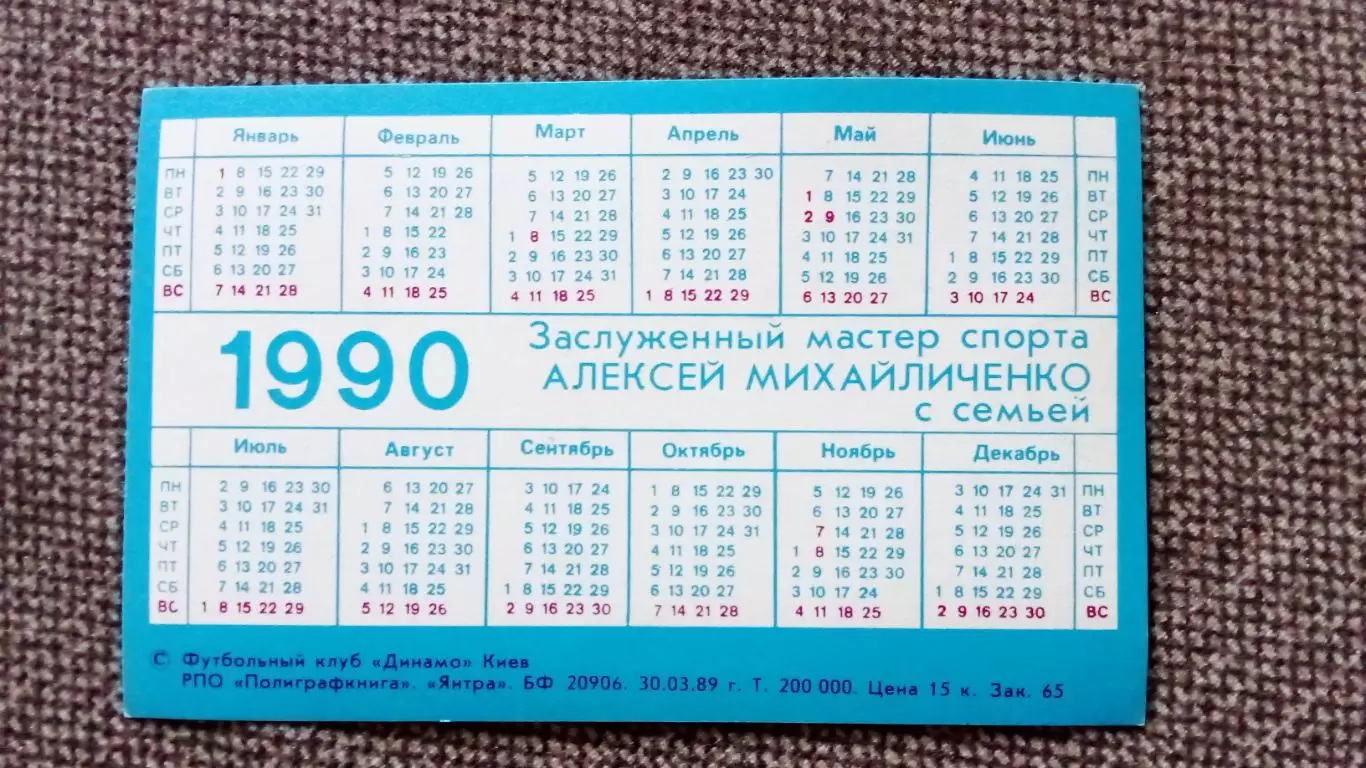 Январь Февраль Март Апрель Май Июнь
ПН 1 8 15 22 29 5 12 19 26 5 12 19 26 2 9 16 23 30 7 14 21 28 4 11 18 25 ПН
ВТ 2 9 16 23 30 6 13 20 27 6 13 20 27 3 10 17 24 1 8 15 22 29 5 12 19 26 ВТ
СР 3 10 17 24 31 7 14 21 28 7 14 21 28 4 11 18 25 2 9 16 23 30 6 13 20 27 СР
ЧТ 4 11 18 25 1 8 15 22 1 8 15 22 29 5 12 19 26 3 10 17 24 31 7 14 21 28 ЧТ
ПТ 5 12 19 26 2 9 16 23 2 9 16 23 30 6 13 20 27 4 11 18 25 1 8 15 22 29 ПТ
СБ 6 13 20 27 3 10 17 24 3 10 17 24 31 7 14 21 28 5 12 19 26 2 9 16 23 30 СБ
ВС 7 14 21 28 4 11 18 25 4 11 18 25 1 8 15 22 29 6 13 20 27 3 10 17 24 ВС
1990
Заслуженный мастер спорта
АЛЕКСЕЙ МИХАЙЛИЧЕНКО
с семьей
Июль Август Сентябрь Октябрь Ноябрь Декабрь
ПН 2 9 16 23 30 6 13 20 27 3 10 17 24 1 8 15 22 29 5 12 19 26 3 10 17 24 31 ПН
ВТ 3 10 17 24 31 7 14 21 28 4 11 18 25 2 9 16 23 30 6 13 20 27 4 11 18 25 ВТ
СР 4 11 18 25 1 8 15 22 29 5 12 19 26 3 10 17 24 31 7 14 21 28 5 12 19 26 СР
ЧТ 5 12 19 26 2 9 16 23 30 6 13 20 27 4 11 18 25 1 8 15 22 29 6 13 20 27 ЧТ
ПТ 6 13 20 27 3 10 17 24 31 7 14 21 28 5 12 19 26 2 9 16 23 30 7 14 21 28 ПТ
СБ 7 14 21 28 4 11 18 25 1 8 15 22 29 6 13 20 27 3 10 17 24 1 8 15 22 29 СБ
ВС 1 8 15 22 29 5 12 19 26 2 9 16 23 30 7 14 21 28 4 11 18 25 2 9 16 23 30 ВС
© Футбольный клуб «Динамо» Киев
РПО «Полиграфкнига». «Янтра». БФ 20906. 30.03.89 г. Т. 200 000. Цена 15 к. Зак. 65